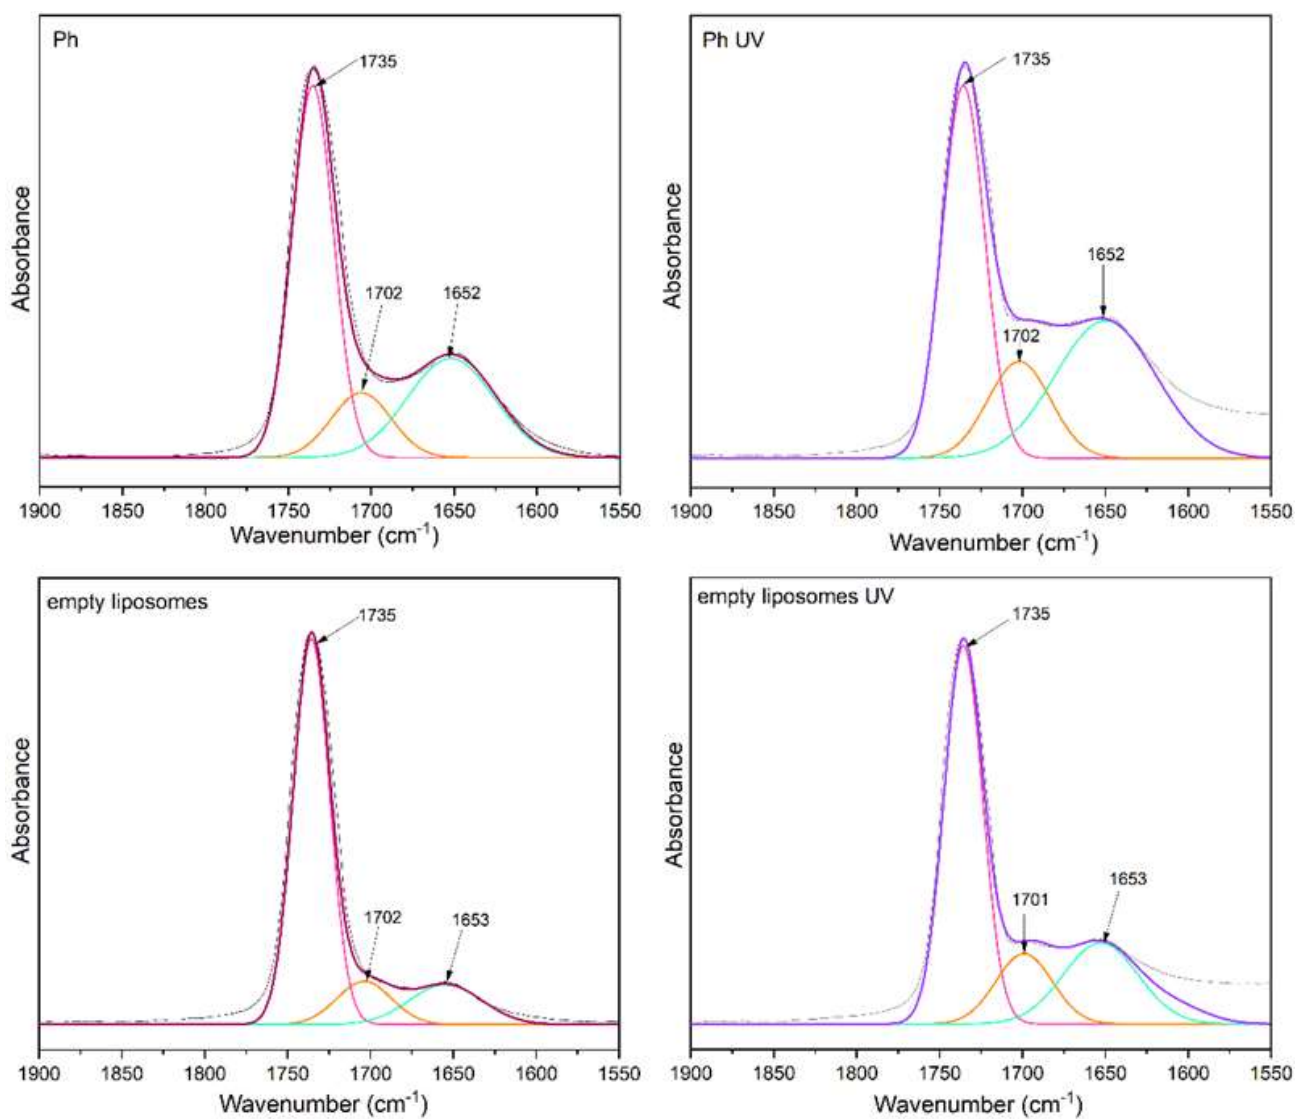 Ph
1735
1702
1652
Absorbance
1900 1850 1800 1750 1700 1650 1600 1550
Wavenumber (cm⁻¹)
Ph UV
1735
1652
1702
Absorbance
1900 1850 1800 1750 1700 1650 1600 1550
Wavenumber (cm⁻¹)
empty liposomes
1735
1702
1653
Absorbance
1900 1850 1800 1750 1700 1650 1600 1550
Wavenumber (cm⁻¹)
empty liposomes UV
1735
1653
1701
Absorbance
1900 1850 1800 1750 1700 1650 1600 1550
Wavenumber (cm⁻¹)